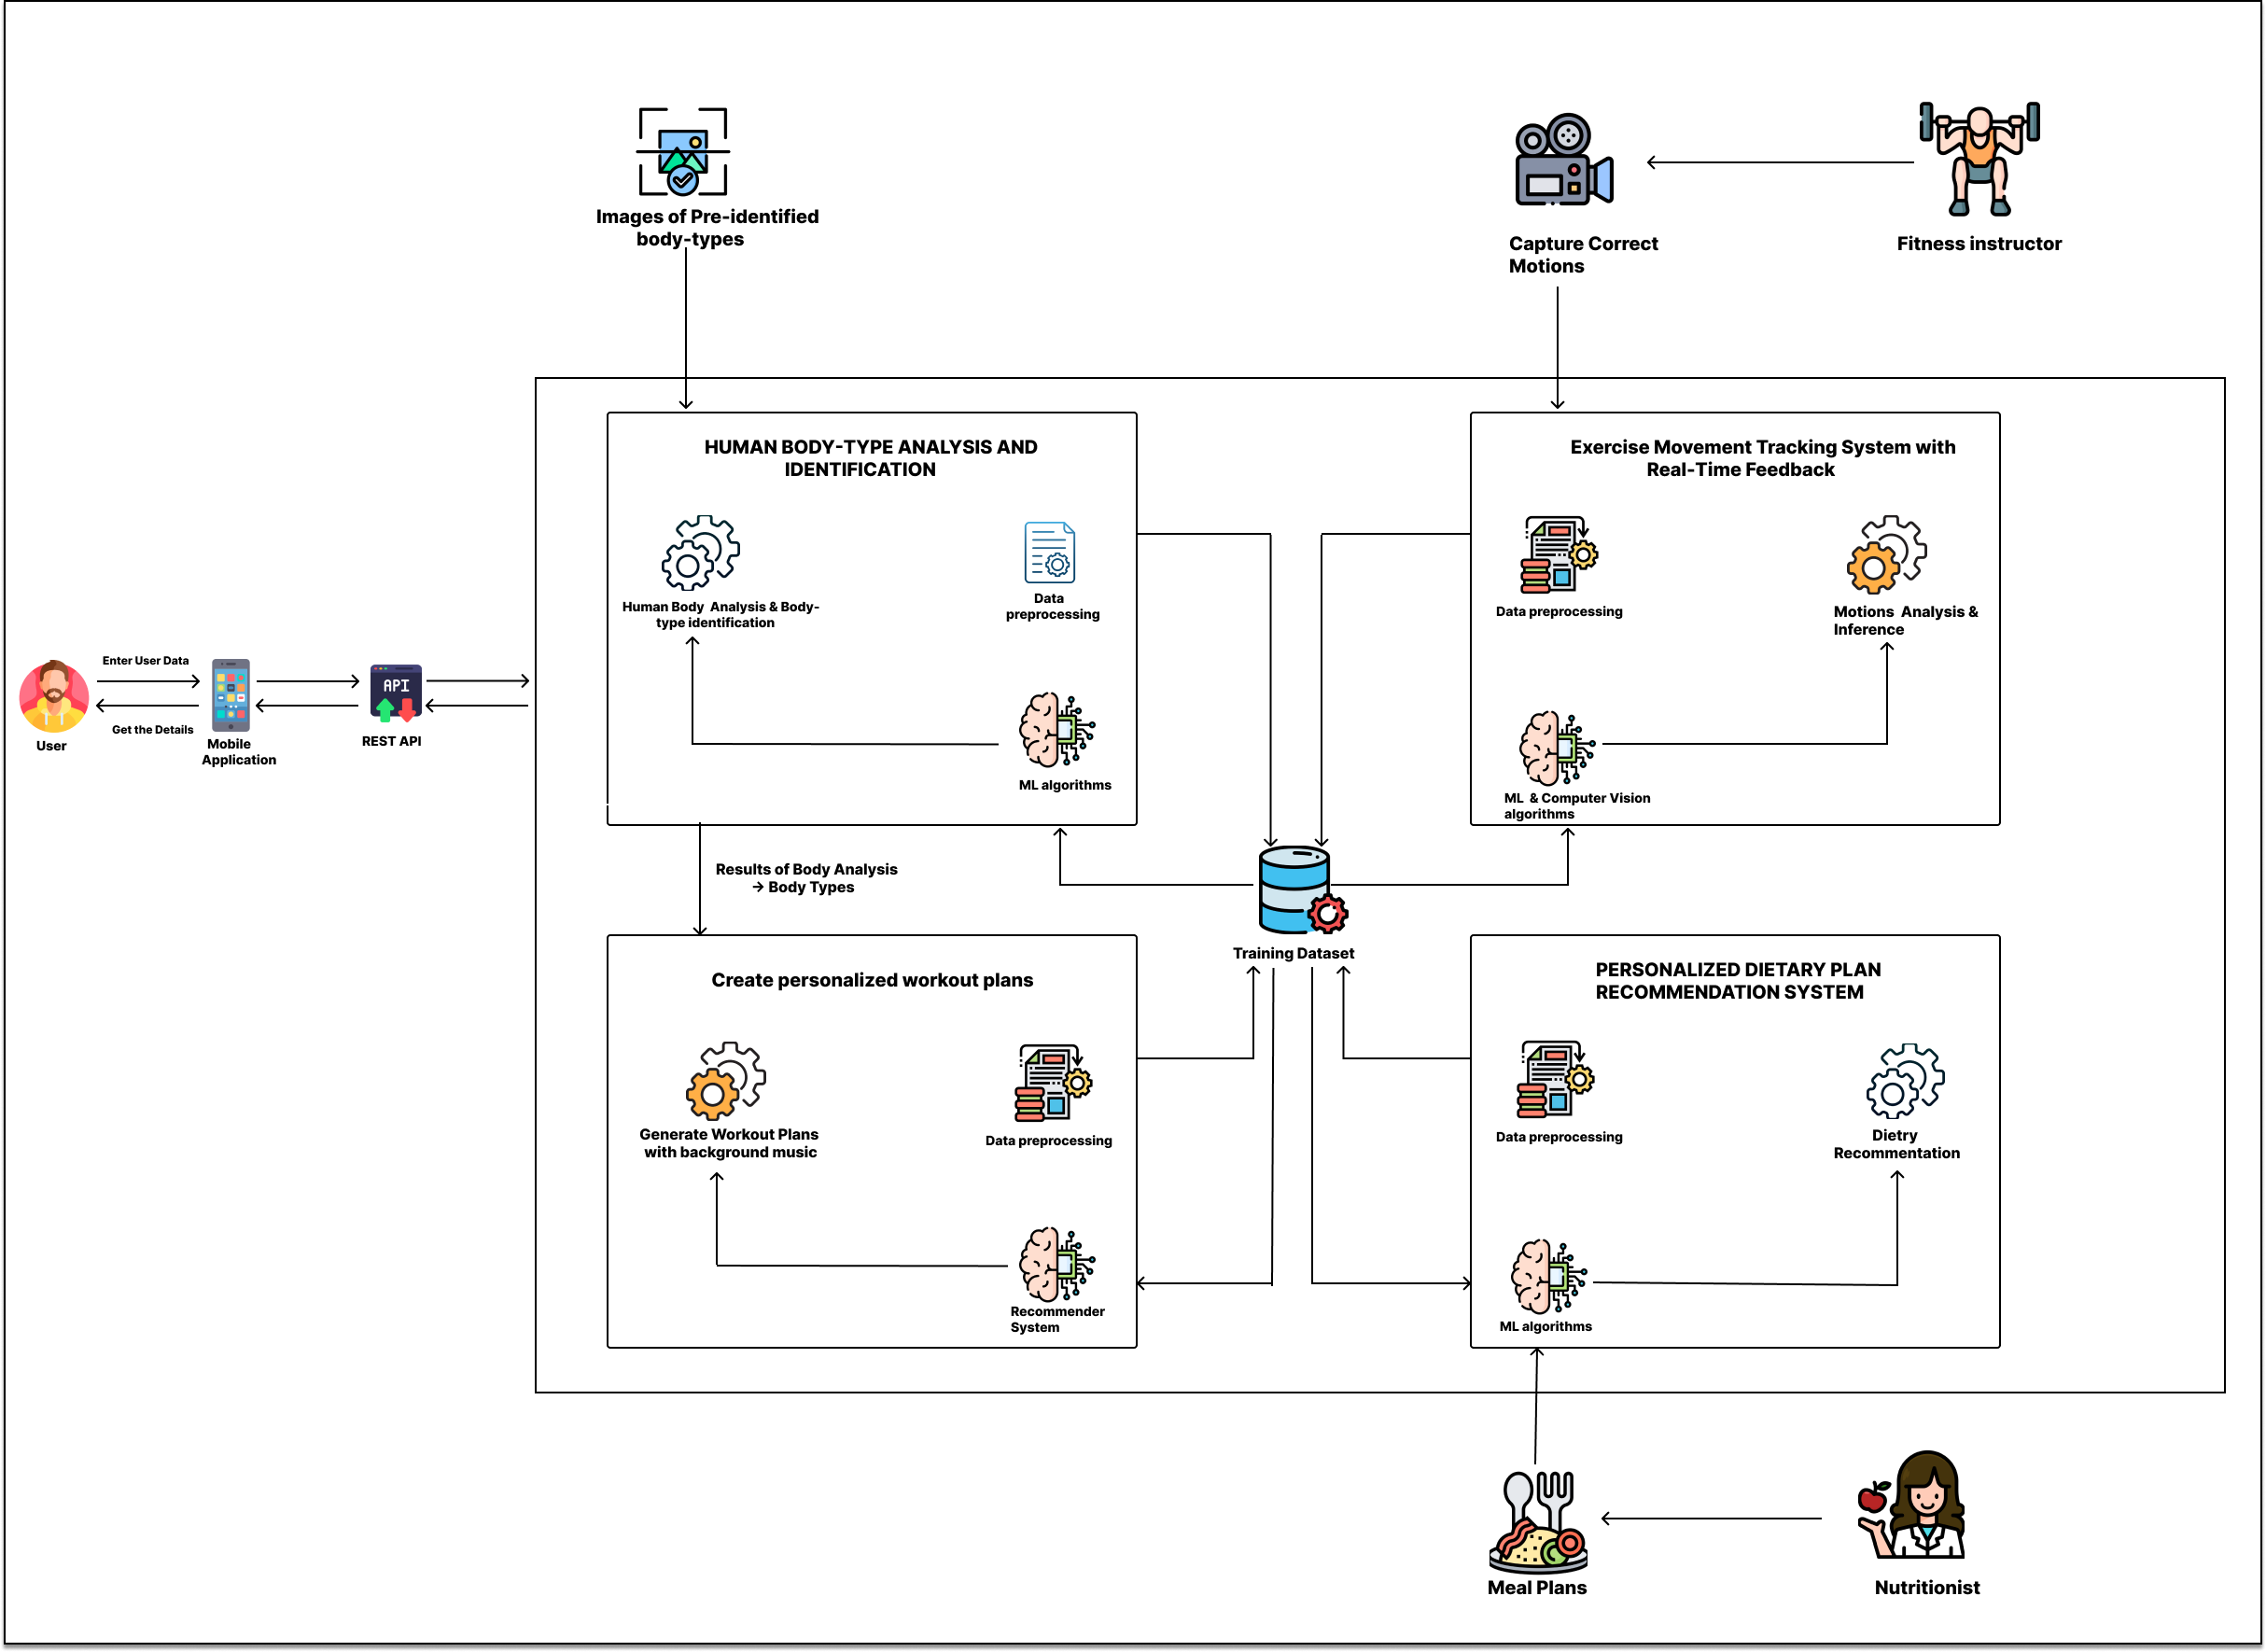 Images of Pre-identified
body-types
Capture Correct
Motions
Fitness instructor
HUMAN BODY-TYPE ANALYSIS AND
IDENTIFICATION
Human Body Analysis & Body-
type identification
Data
preprocessing
ML algorithms
Exercise Movement Tracking System with
Real-Time Feedback
Data preprocessing
Motions Analysis &
Inference
ML & Computer Vision
algorithms
Enter User Data
Get the Details
User
Mobile
Application
API
REST API
Results of Body Analysis
→ Body Types
Training Dataset
Create personalized workout plans
Generate Workout Plans
with background music
Data preprocessing
Recommender
System
PERSONALIZED DIETARY PLAN
RECOMMENDATION SYSTEM
Data preprocessing
Dietry
Recommentation
ML algorithms
Meal Plans
Nutritionist